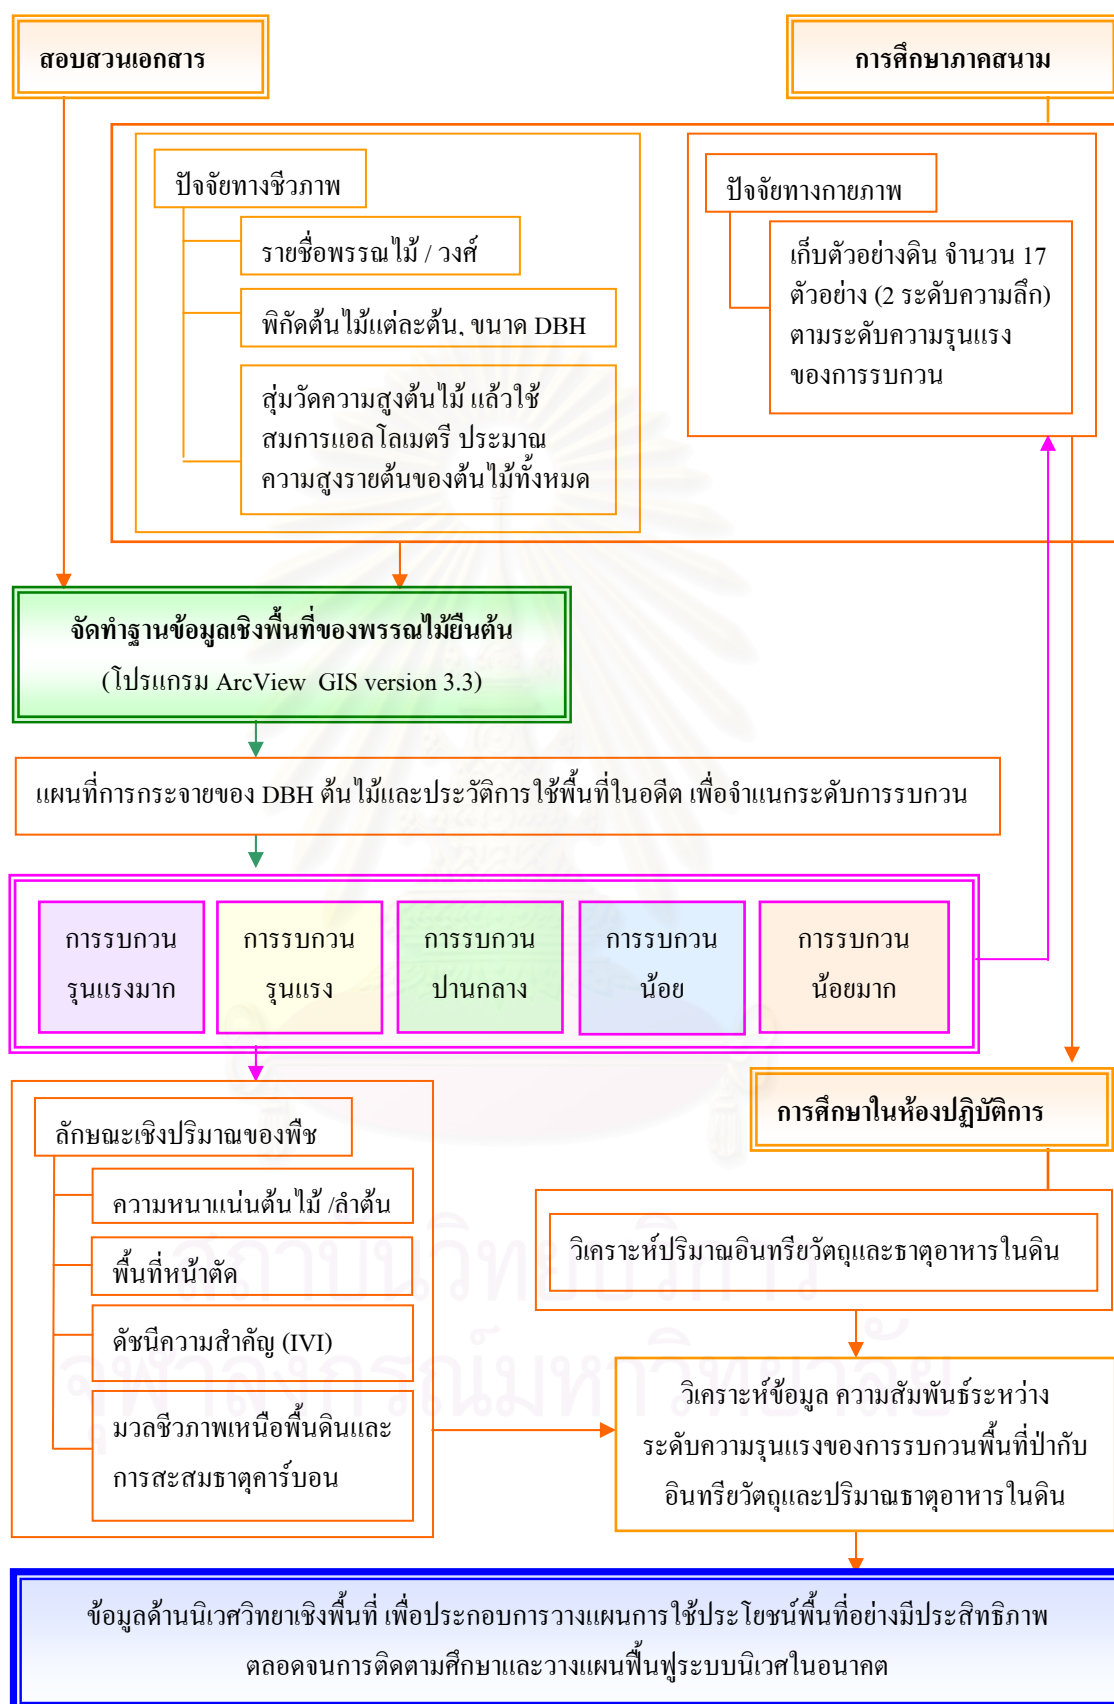 สอบสวนเอกสาร
การศึกษาภาคสนาม
ปัจจัยทางชีวภาพ
รายชื่อพรรณไม้ / วงศ์
พิกัดต้นไม้แต่ละต้น, ขนาด DBH
สุ่มวัดความสูงต้นไม้ แล้วใช้
สมการแอลโลเมตรี ประมาณ
ความสูงรายต้นของต้นไม้ทั้งหมด
ปัจจัยทางกายภาพ
เก็บตัวอย่างดิน จำนวน 17
ตัวอย่าง (2 ระดับความลึก)
ตามระดับความรุนแรง
ของการรบกวน
จัดทำฐานข้อมูลเชิงพื้นที่ของพรรณไม้ยืนต้น
(โปรแกรม ArcView GIS version 3.3)
แผนที่การกระจายของ DBH ต้นไม้และประวัติการใช้พื้นที่ในอดีต เพื่อจำแนกระดับการรบกวน
การรบกวน
รุนแรงมาก
การรบกวน
รุนแรง
การรบกวน
ปานกลาง
การรบกวน
น้อย
การรบกวน
น้อยมาก
ลักษณะเชิงปริมาณของพืช
ความหนาแน่นต้นไม้ /ลำต้น
พื้นที่หน้าตัด
ดัชนีความสำคัญ (IVI)
มวลชีวภาพเหนือพื้นดินและ
การสะสมธาตุคาร์บอน
การศึกษาในห้องปฏิบัติการ
วิเคราะห์ปริมาณอินทรียวัตถุและธาตุอาหารในดิน
วิเคราะห์ข้อมูล ความสัมพันธ์ระหว่าง
ระดับความรุนแรงของการรบกวนพื้นที่ป่ากับ
อินทรียวัตถุและปริมาณธาตุอาหารในดิน
สถาบันวิทยบริการ
จุฬาลงกรณ์มหาวิทยาลัย
ข้อมูลด้านนิเวศวิทยาเชิงพื้นที่ เพื่อประกอบการวางแผนการใช้ประโยชน์พื้นที่อย่างมีประสิทธิภาพ
ตลอดจนการติดตามศึกษาและวางแผนฟื้นฟูระบบนิเวศในอนาคต